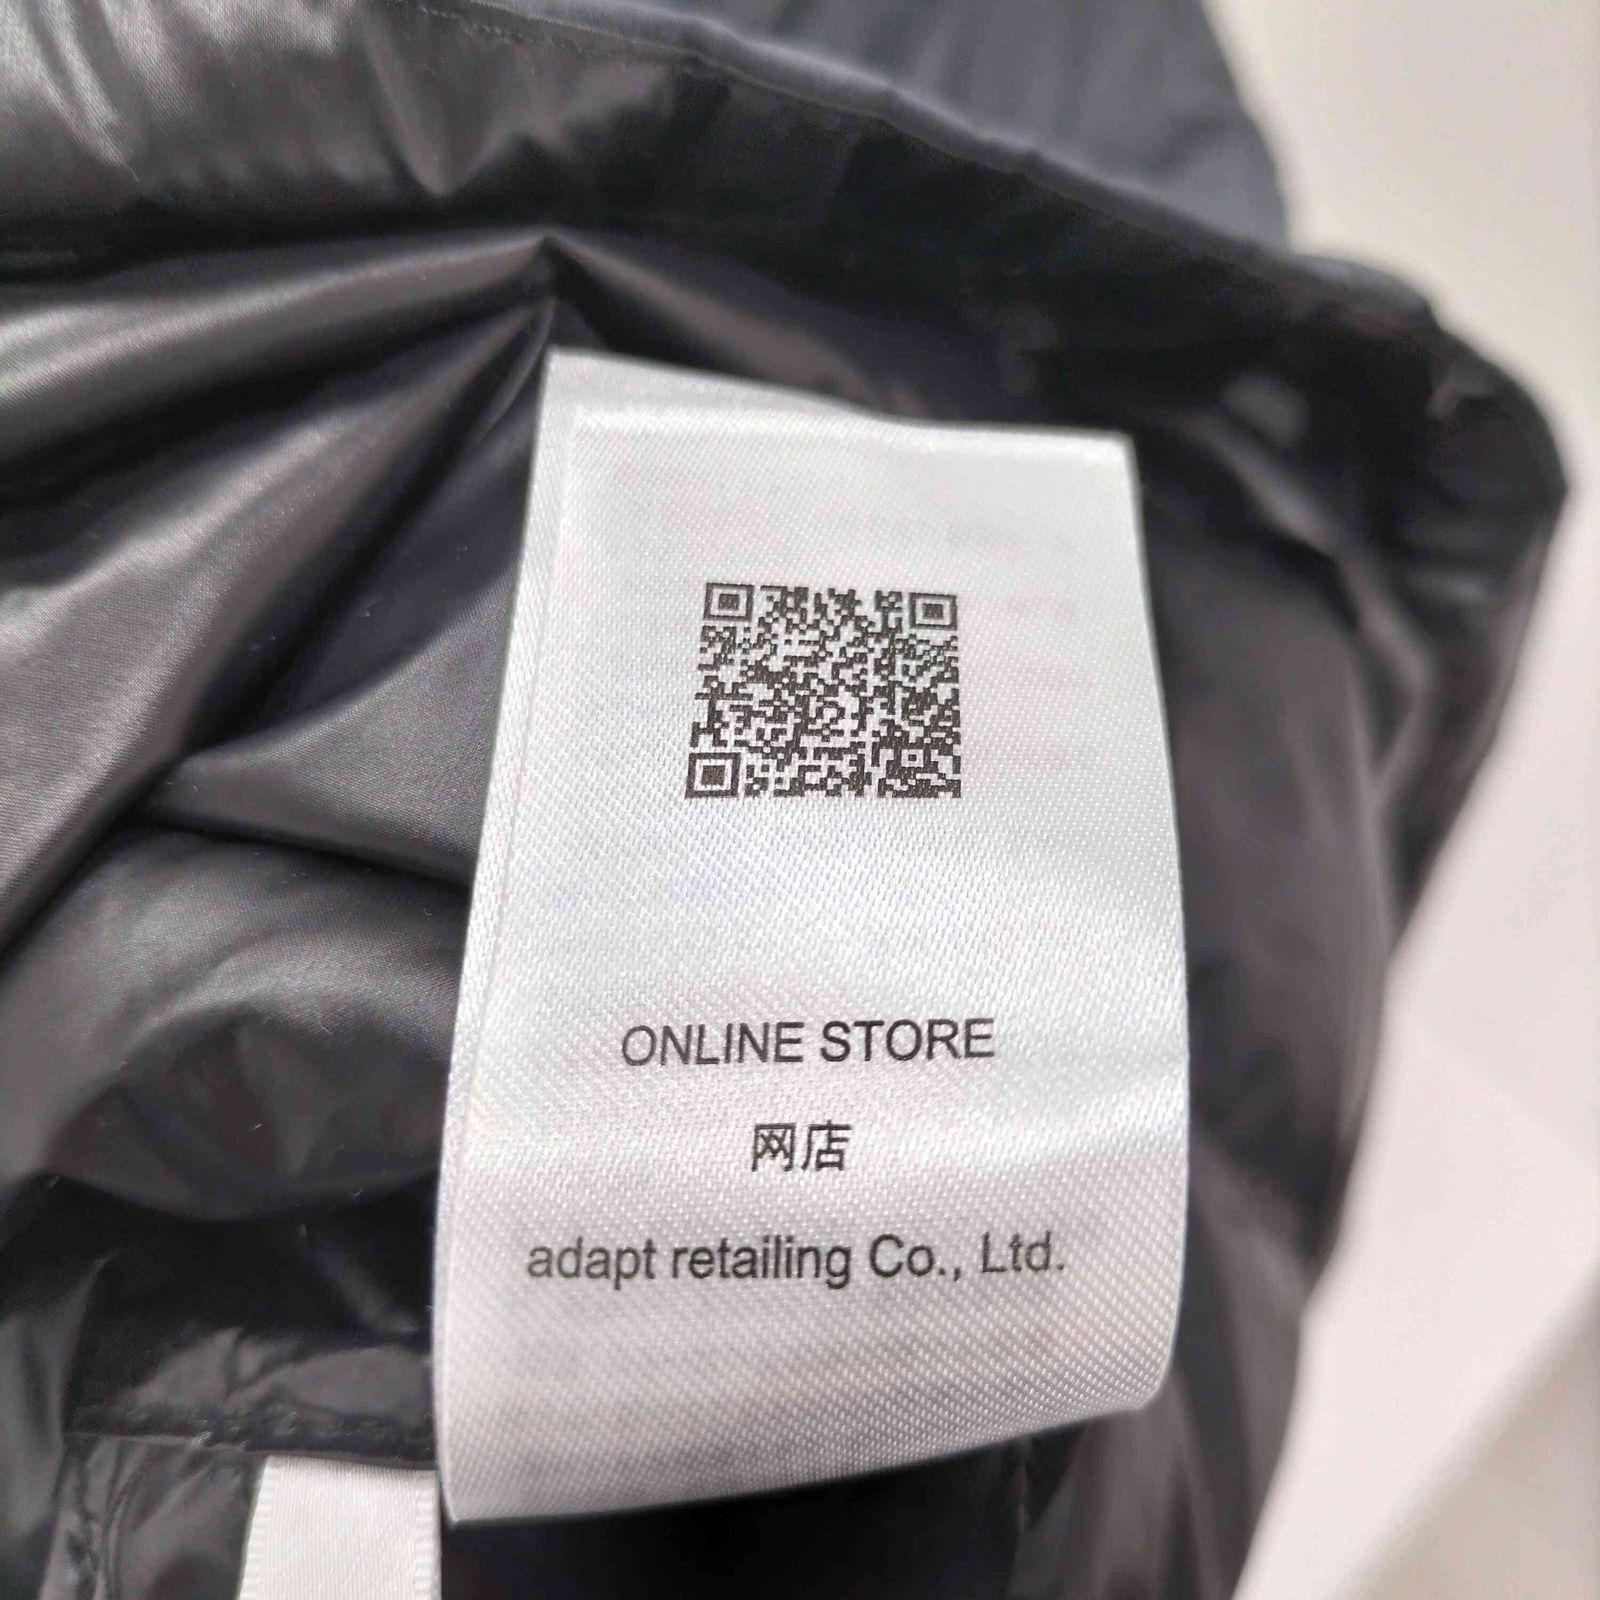 ONLINE STORE
网店
adapt retailing Co., Ltd.